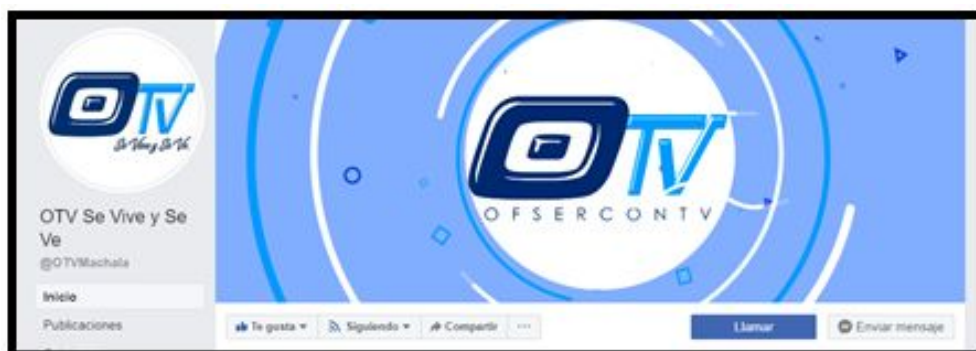 OTV
Se Vive y Se Ve
OTV Se Vive y Se
Ve
@OTVMachala
Inicio
Publicaciones
OTV
OFSERCONTV
Te gusta
Siguiendo
Compartir
Llamar
Enviar mensaje